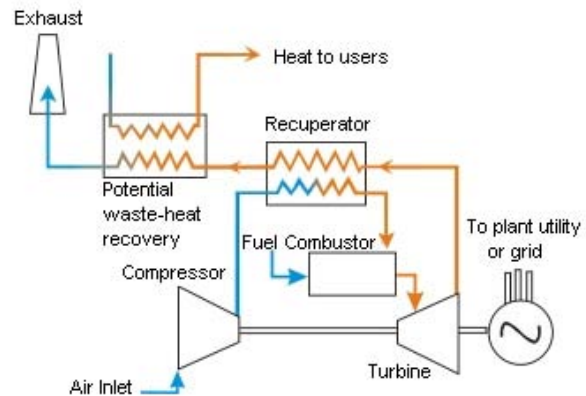 Exhaust
Heat to users
Recuperator
Potential
waste-heat
recovery
To plant utility
or grid
Fuel Combustor
Compressor
Turbine
Air Inlet